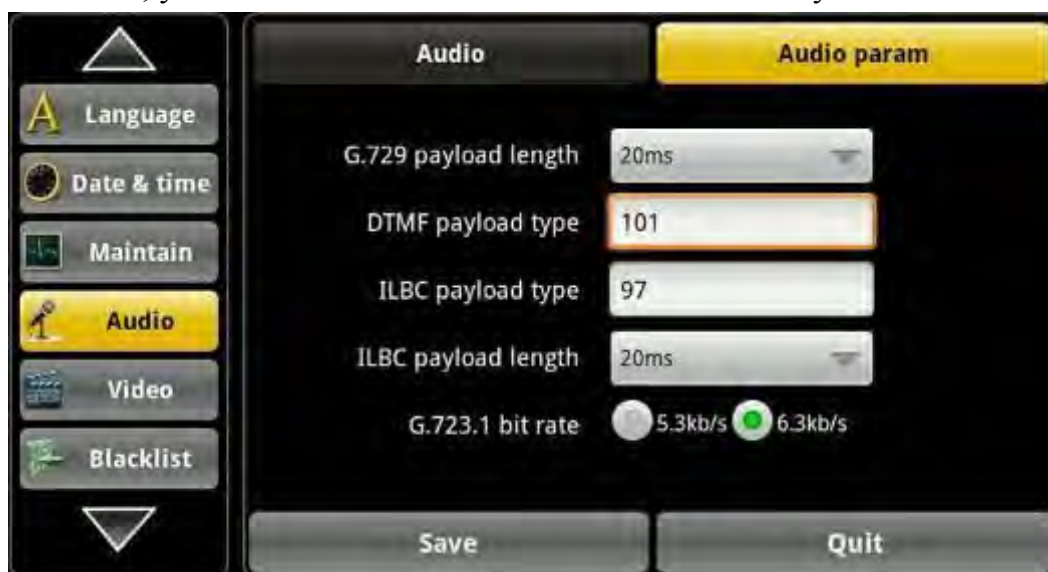 Audio
Audio param
A Language
Date & time
Maintain
Audio
Video
Blacklist
G.729 payload length 20ms
DTMF payload type 101
ILBC payload type 97
ILBC payload length 20ms
G.723.1 bit rate 5.3kb/s 6.3kb/s
Save
Quit